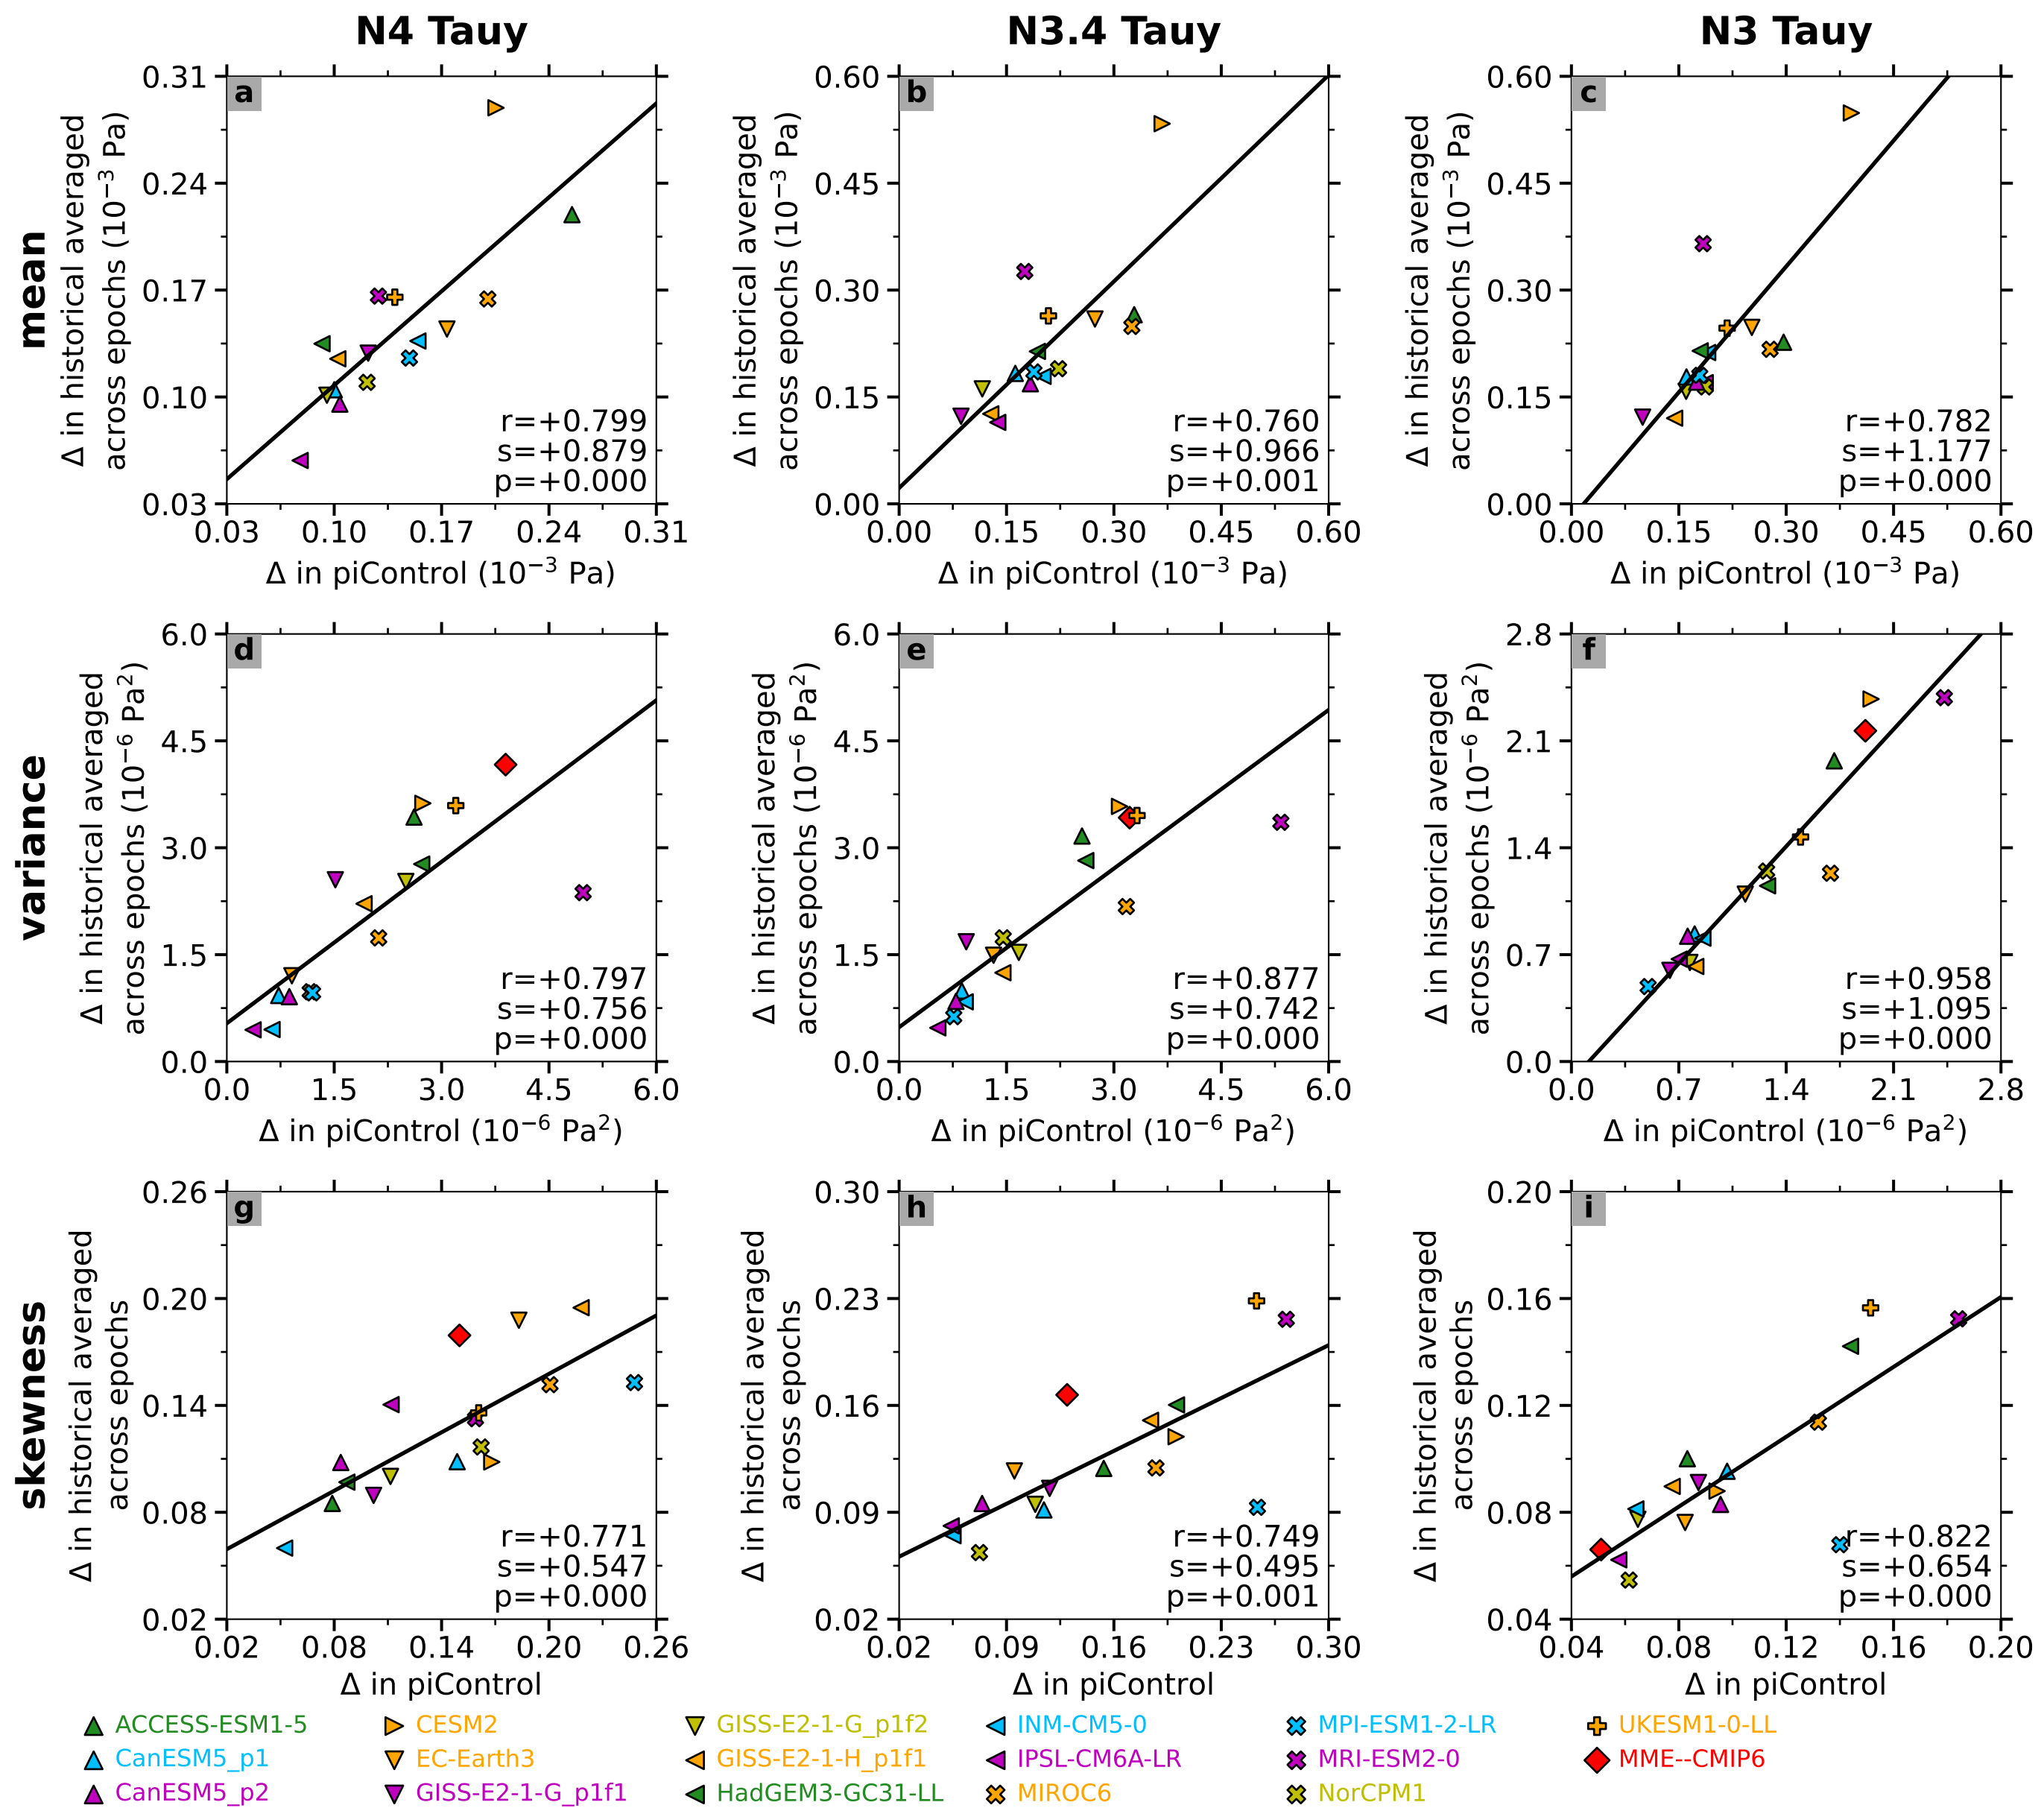 N4 Tauy N3.4 Tauy N3 Tauy
mean
a
Δ in historical averaged
across epochs (10⁻³ Pa)
0.31
0.24
0.17
0.10
0.03
r=+0.799
s=+0.879
p=+0.000
0.03 0.10 0.17 0.24 0.31
Δ in piControl (10⁻³ Pa)
b
Δ in historical averaged
across epochs (10⁻³ Pa)
0.60
0.45
0.30
0.15
0.00
r=+0.760
s=+0.966
p=+0.001
0.00 0.15 0.30 0.45 0.60
Δ in piControl (10⁻³ Pa)
c
Δ in historical averaged
across epochs (10⁻³ Pa)
0.60
0.45
0.30
0.15
0.00
r=+0.782
s=+1.177
p=+0.000
0.00 0.15 0.30 0.45 0.60
Δ in piControl (10⁻³ Pa)
variance
d
Δ in historical averaged
across epochs (10⁻⁶ Pa²)
6.0
4.5
3.0
1.5
0.0
r=+0.797
s=+0.756
p=+0.000
0.0 1.5 3.0 4.5 6.0
Δ in piControl (10⁻⁶ Pa²)
e
Δ in historical averaged
across epochs (10⁻⁶ Pa²)
6.0
4.5
3.0
1.5
0.0
r=+0.877
s=+0.742
p=+0.000
0.0 1.5 3.0 4.5 6.0
Δ in piControl (10⁻⁶ Pa²)
f
Δ in historical averaged
across epochs (10⁻⁶ Pa²)
2.8
2.1
1.4
0.7
0.0
r=+0.958
s=+1.095
p=+0.000
0.0 0.7 1.4 2.1 2.8
Δ in piControl (10⁻⁶ Pa²)
skewness
g
Δ in historical averaged
across epochs
0.26
0.20
0.14
0.08
0.02
r=+0.771
s=+0.547
p=+0.000
0.02 0.08 0.14 0.20 0.26
Δ in piControl
h
Δ in historical averaged
across epochs
0.30
0.23
0.16
0.09
0.02
r=+0.749
s=+0.495
p=+0.001
0.02 0.09 0.16 0.23 0.30
Δ in piControl
i
Δ in historical averaged
across epochs
0.20
0.16
0.12
0.08
0.04
r=+0.822
s=+0.654
p=+0.000
0.04 0.08 0.12 0.16 0.20
Δ in piControl
ACCESS-ESM1-5 CESM2 GISS-E2-1-G_p1f2 INM-CM5-0 MPI-ESM1-2-LR UKESM1-0-LL
CanESM5_p1 EC-Earth3 GISS-E2-1-H_p1f1 IPSL-CM6A-LR MRI-ESM2-0 MME--CMIP6
CanESM5_p2 GISS-E2-1-G_p1f1 HadGEM3-GC31-LL MIROC6 NorCPM1